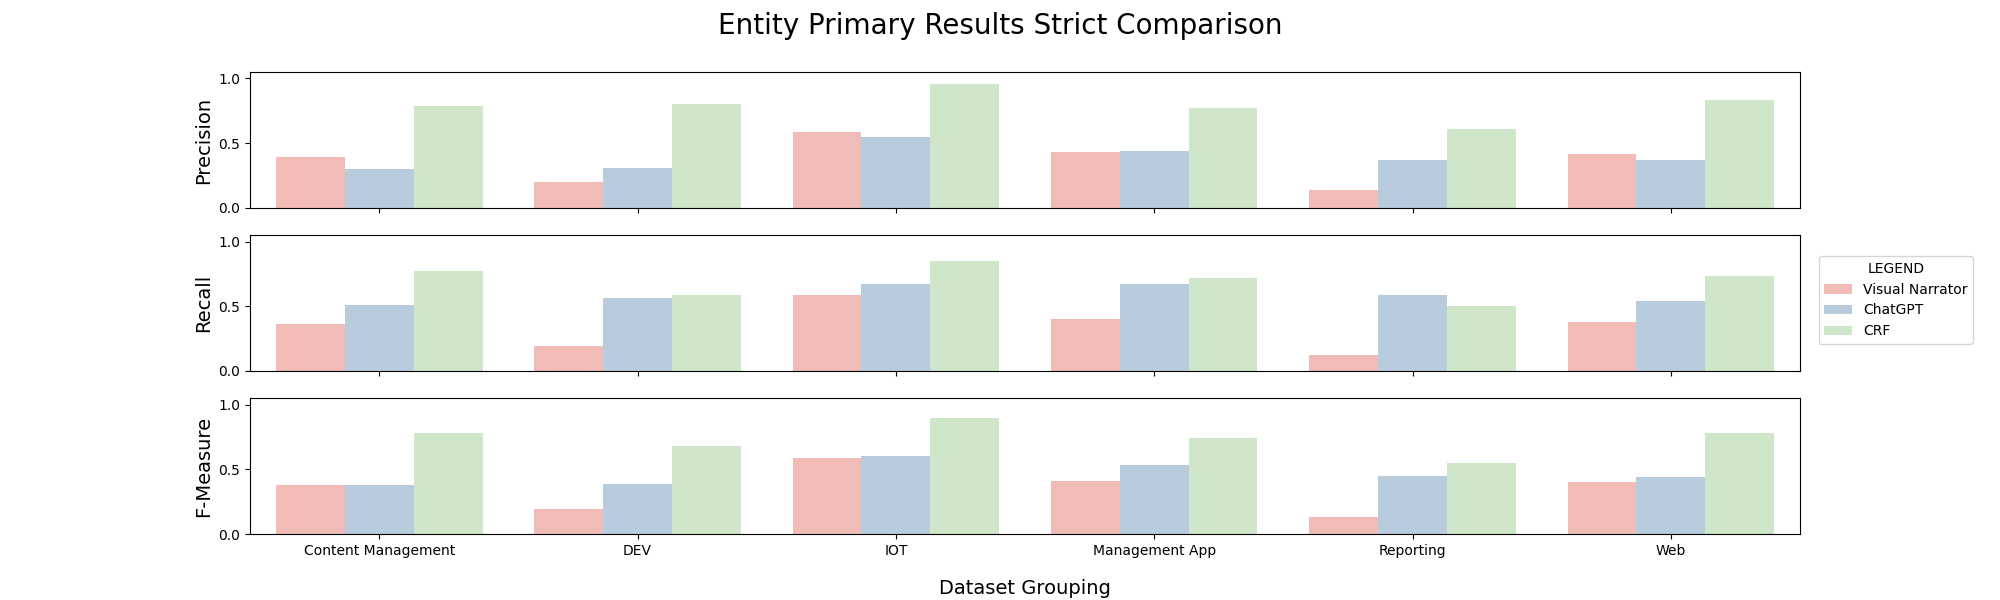 Entity Primary Results Strict Comparison
Precision
1.0
0.5
0.0
Recall
1.0
0.5
0.0
F-Measure
1.0
0.5
0.0
Content Management DEV IOT Management App Reporting Web
Dataset Grouping
LEGEND
Visual Narrator
ChatGPT
CRF